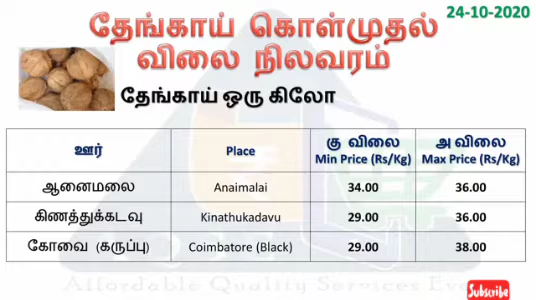 24-10-2020
தேங்காய் கொள்முதல்
விலை நிலவரம்
தேங்காய் ஒரு கிலோ
ஊர் Place கு விலை Min Price (Rs/Kg) அ விலை Max Price (Rs/Kg)
ஆனைமலை Anaimalai 34.00 36.00
கிணத்துக்கடவு Kinathukadavu 29.00 36.00
கோவை (கருப்பு) Coimbatore (Black) 29.00 38.00
Affordable Quality Services Eve
Subscribe